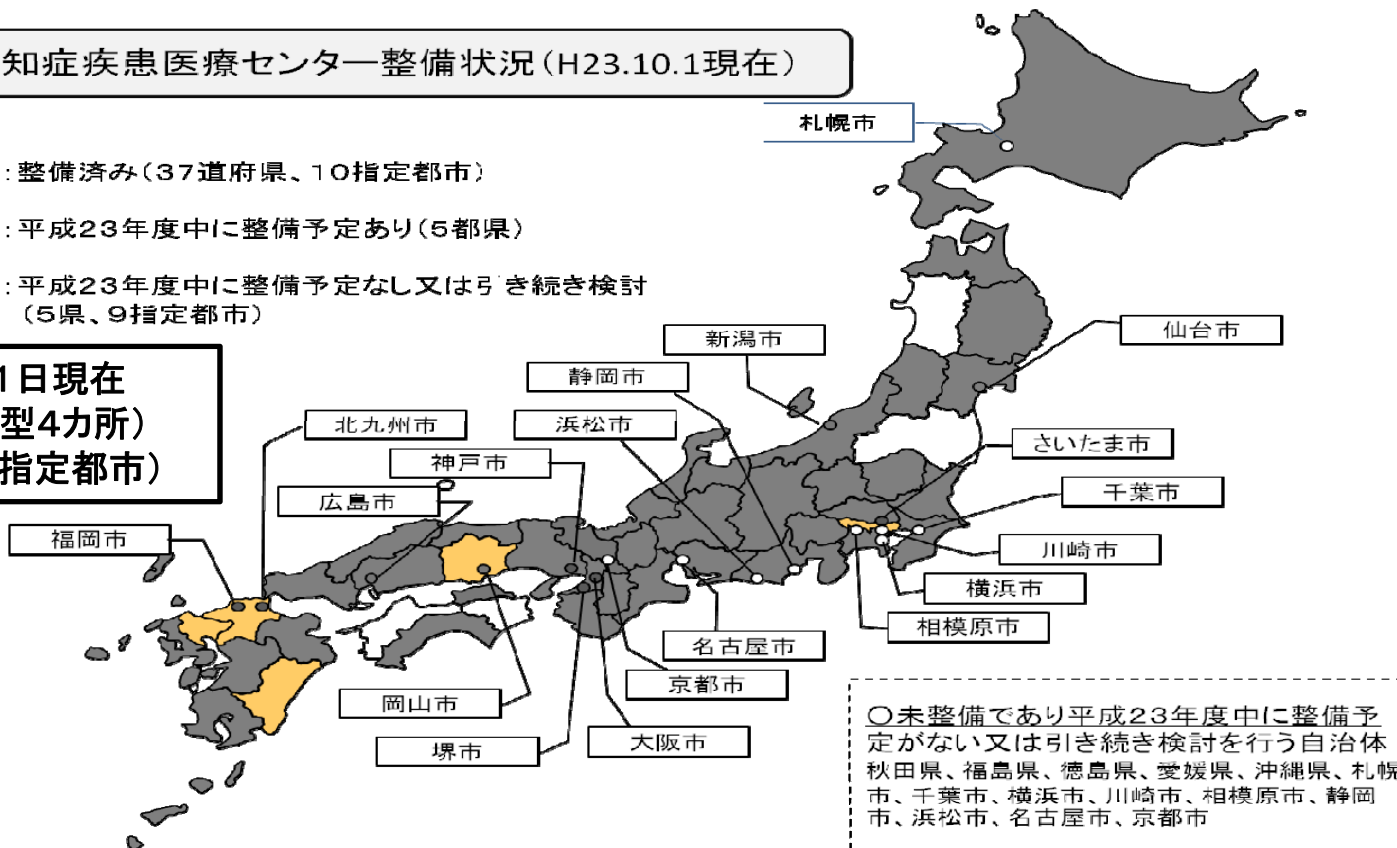 知症疾患医療センター整備状況(H23.10.1現在)
札幌市
:整備済み(37道府県、10指定都市)
:平成23年度中に整備予定あり(5都県)
:平成23年度中に整備予定なし又は引き続き検討
(5県、9指定都市)
1日現在
型4カ所)
指定都市)
新潟市
仙台市
静岡市
北九州市
浜松市
さいたま市
神戸市
千葉市
広島市
福岡市
川崎市
横浜市
相模原市
名古屋市
京都市
岡山市
堺市
大阪市
○未整備であり平成23年度中に整備予
定がない又は引き続き検討を行う自治体
秋田県、福島県、徳島県、愛媛県、沖縄県、札幌
市、千葉市、横浜市、川崎市、相模原市、静岡
市、浜松市、名古屋市、京都市